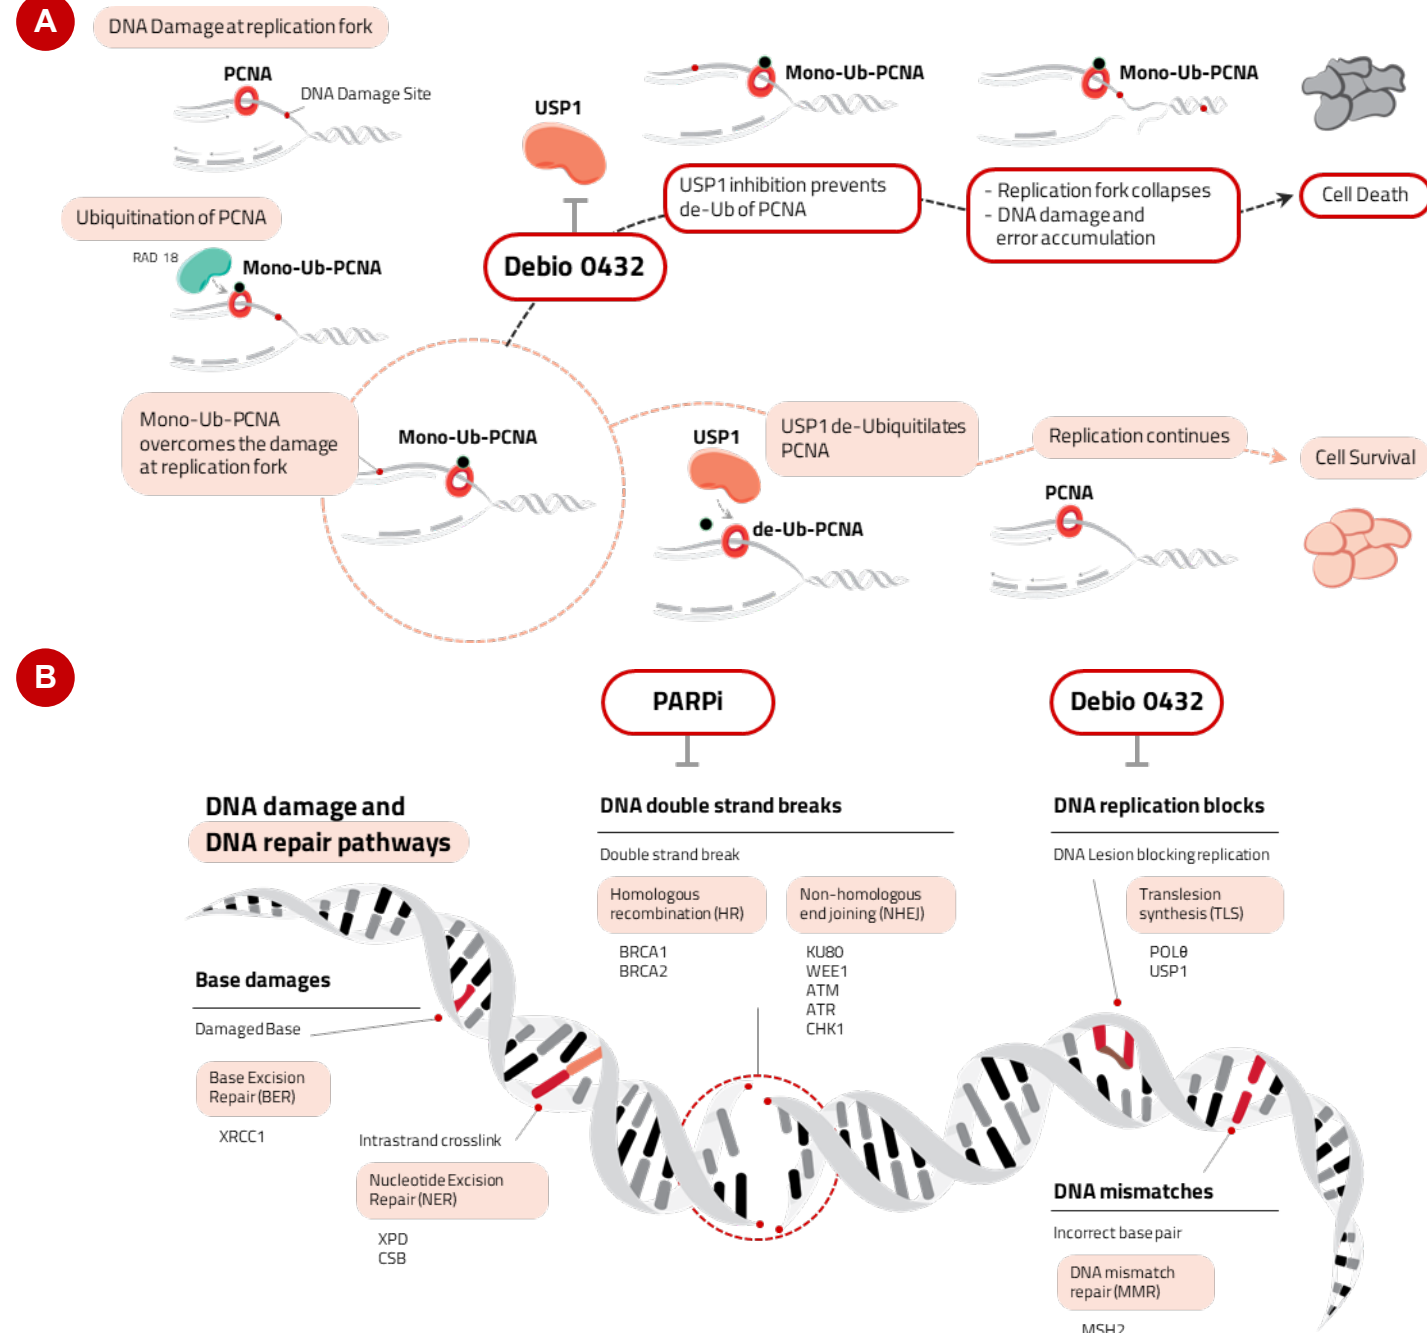 A
DNA Damage at replication fork
PCNA
DNA Damage Site
USP1
Mono-Ub-PCNA
Mono-Ub-PCNA
USP1 inhibition prevents
de-Ub of PCNA
- Replication fork collapses
- DNA damage and
error accumulation
Cell Death
Ubiquitination of PCNA
RAD 18
Mono-Ub-PCNA
Debio 0432
Mono-Ub-PCNA
overcomes the damage
at replication fork
Mono-Ub-PCNA
USP1
USP1 de-Ubiquitilates
PCNA
de-Ub-PCNA
Replication continues
PCNA
Cell Survival
B
PARPi
Debio 0432
DNA damage and
DNA repair pathways
DNA double strand breaks
Double strand break
Homologous
recombination (HR)
BRCA1
BRCA2
Non-homologous
end joining (NHEJ)
KU80
WEE1
ATM
ATR
CHK1
DNA replication blocks
DNA Lesion blocking replication
Translesion
synthesis (TLS)
POLθ
USP1
Base damages
Damaged Base
Base Excision
Repair (BER)
XRCC1
Intrastrand crosslink
Nucleotide Excision
Repair (NER)
XPD
CSB
DNA mismatches
Incorrect base pair
DNA mismatch
repair (MMR)
MSH2